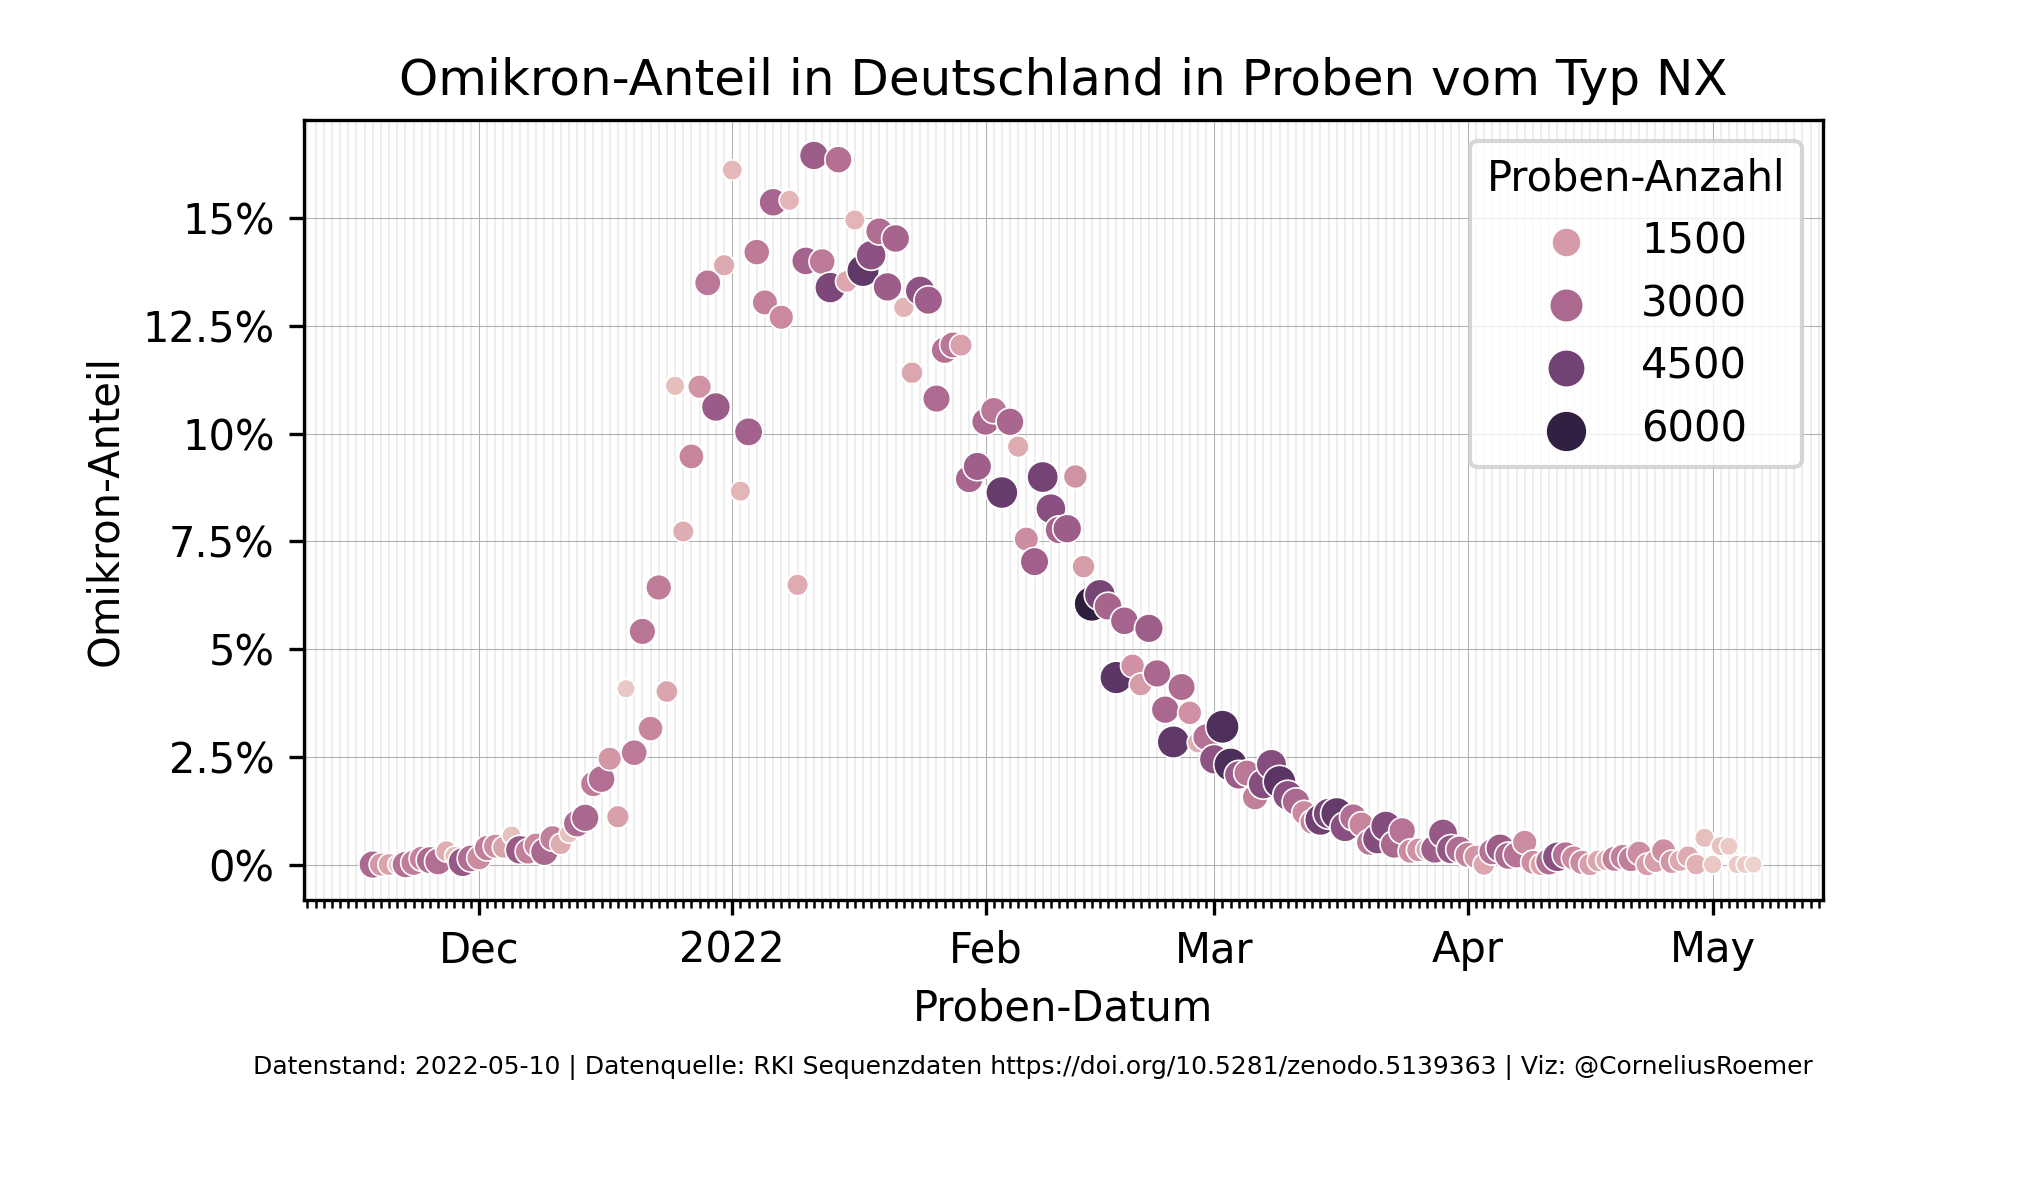 Omikron-Anteil in Deutschland in Proben vom Typ NX
Proben-Anzahl
1500
3000
4500
6000
Omikron-Anteil
15%
12.5%
10%
7.5%
5%
2.5%
0%
Dec
2022
Feb
Mar
Apr
May
Proben-Datum
Datenstand: 2022-05-10 | Datenquelle: RKI Sequenzdaten https://doi.org/10.5281/zenodo.5139363 | Viz: @CorneliusRoemer